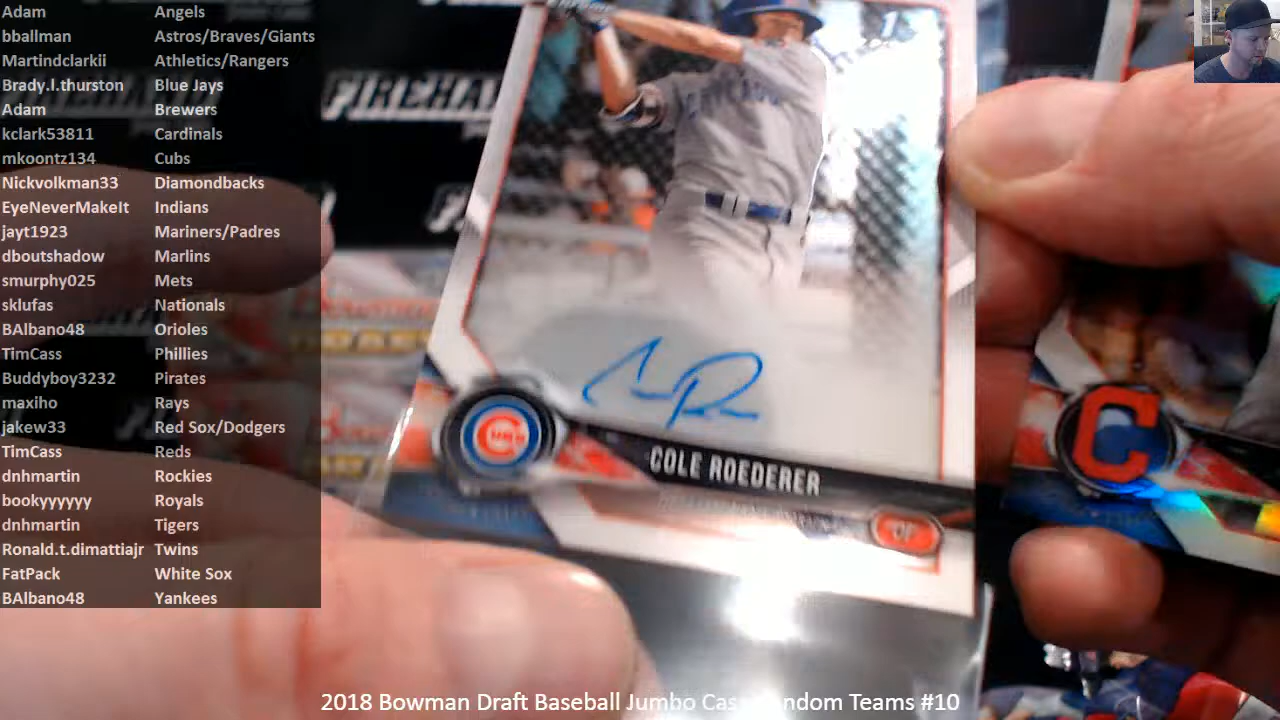 Adam Angels
bballman Astros/Braves/Giants
Martindclarkii Athletics/Rangers
Brady.l.thurston Blue Jays
Adam Brewers
kclark53811 Cardinals
mkoontz134 Cubs
Nickvolkman33 Diamondbacks
EyeNeverMakeIt Indians
jayt1923 Mariners/Padres
dboutshadow Marlins
smurphy025 Mets
sklufas Nationals
BAlbano48 Orioles
TimCass Phillies
Buddyboy3232 Pirates
maxiho Rays
jakew33 Red Sox/Dodgers
TimCass Reds
dnhmartin Rockies
bookyyyyyy Royals
dnhmartin Tigers
Ronald.t.dimattiajr Twins
FatPack White Sox
BAlbano48 Yankees
COLE ROEDERER
OF
C
2018 Bowman Draft Baseball Jumbo Cas ndom Teams #10